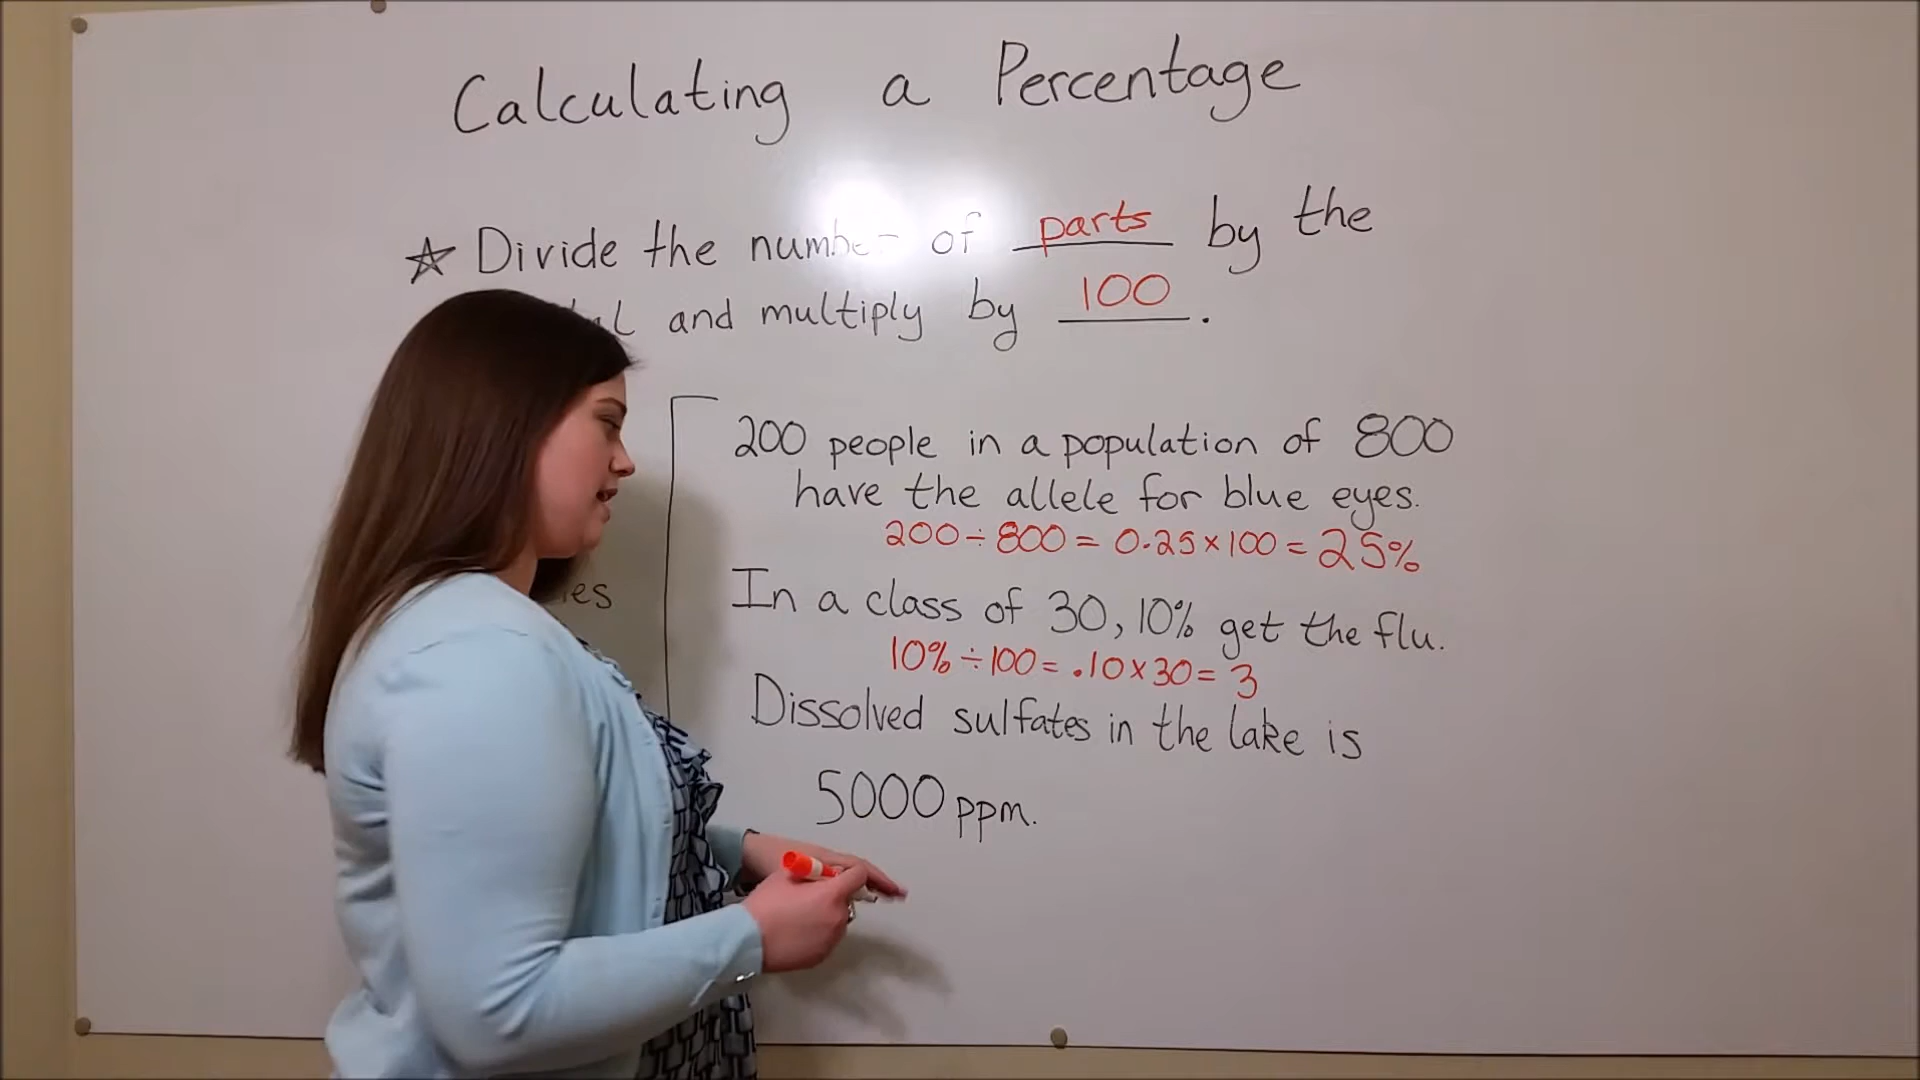 Calculating a Percentage
☆ Divide the number of parts by the
and multiply by 100.
200 people in a population of 800
have the allele for blue eyes.
200 ÷ 800 = 0.25 × 100 = 25%
In a class of 30, 10% get the flu.
10% ÷ 100 = .10 × 30 = 3
Dissolved sulfates in the lake is
5000 ppm.